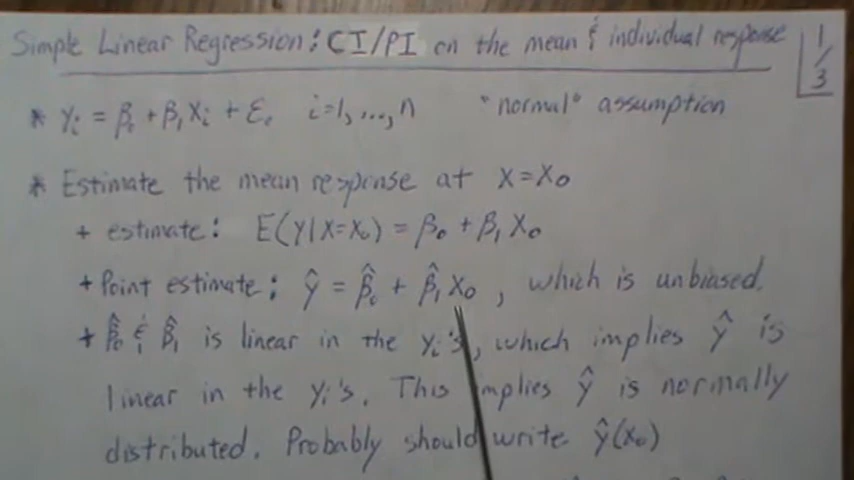 Simple Linear Regression: CI/PI on the mean & individual response
1/3
* Yi = β₀ + β₁Xi + εi i=1,...,n "normal" assumption
* Estimate the mean response at X=X₀
+ estimate: E(Y|X=X₀) = β₀ + β₁X₀
+ Point estimate: ŷ = β̂₀ + β̂₁X₀, which is unbiased.
+ β̂₀ & β̂₁ is linear in the Yi's, which implies ŷ is
linear in the Yi's. This implies ŷ is normally
distributed. Probably should write ŷ(X₀)